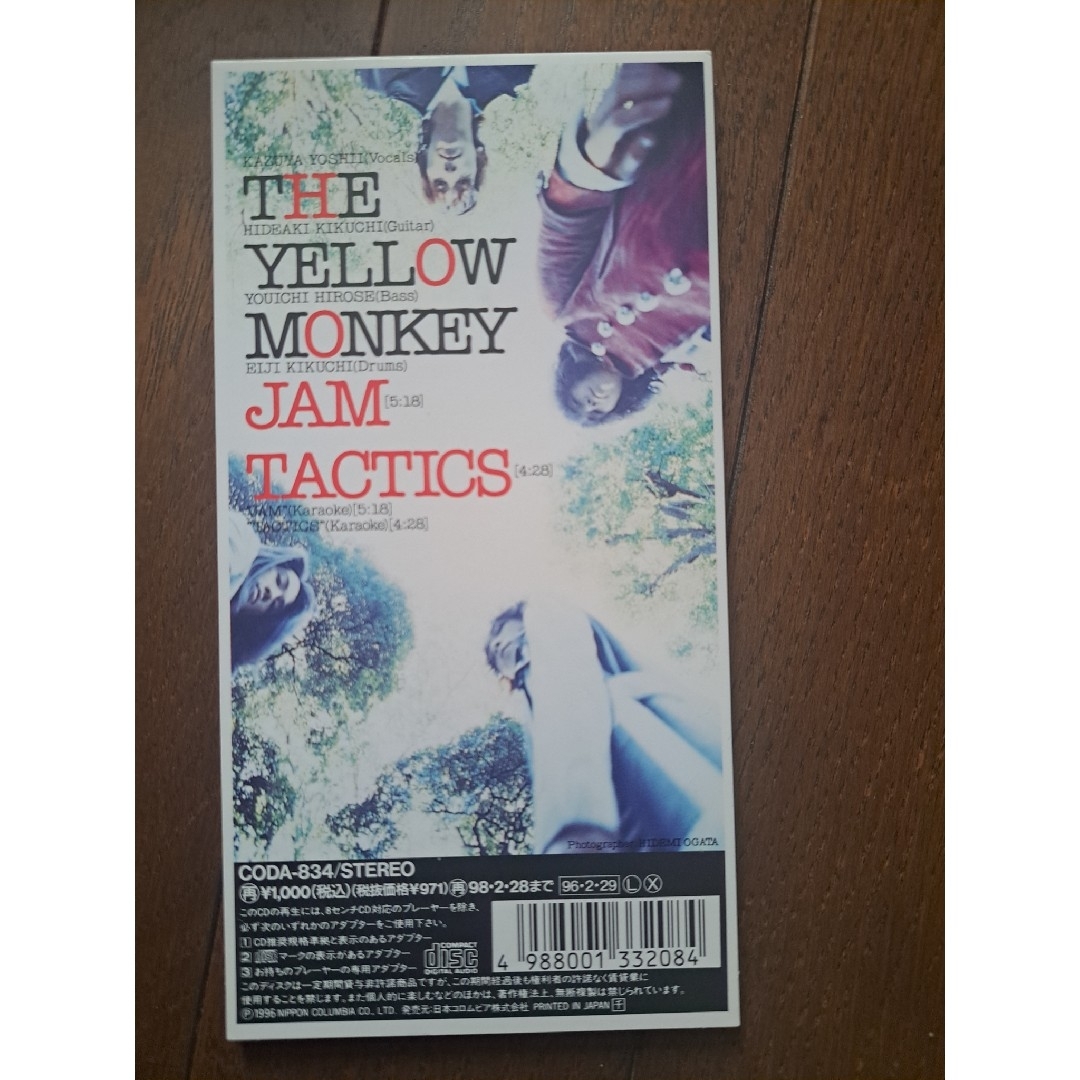 KAZUYA YOSHII(Vocals)
THE
HIDEAKI KIKUCHI(Guitar)
YELLOW
YOUICHI HIROSE(Bass)
MONKEY
EIJI KIKUCHI(Drums)
JAM[5:18]
TACTICS[4:28]
"JAM"(Karaoke)[5:18]
"TACTICS"(Karaoke)[4:28]
Photographer HIDEMI OGATA
CODA-834/STEREO
再¥1,000(税込)(税抜価格¥971)再98・2・28まで 96・2・29 Ⓛ Ⓧ
このCDの再生には、8センチCD対応のプレーヤーを除き、
必ず次のいずれかのアダプターをご使用下さい。
1 CD推奨規格準拠と表示のあるアダプター
2 マークの表示があるアダプター
3 お持ちのプレーヤーの専用アダプター
COMPACT
disc
DIGITAL AUDIO
4 988001 332084
このディスクは一定期間貸与非許諾商品ですが、この期間経過後も権利者の許諾なく賃貸業に
使用することを禁じます。また個人的に楽しむなどのほかは、著作権法上、無断複製は禁じられています。
Ⓟ1996 NIPPON COLUMBIA CO., LTD. 発売元:日本コロムビア株式会社 PRINTED IN JAPAN 千